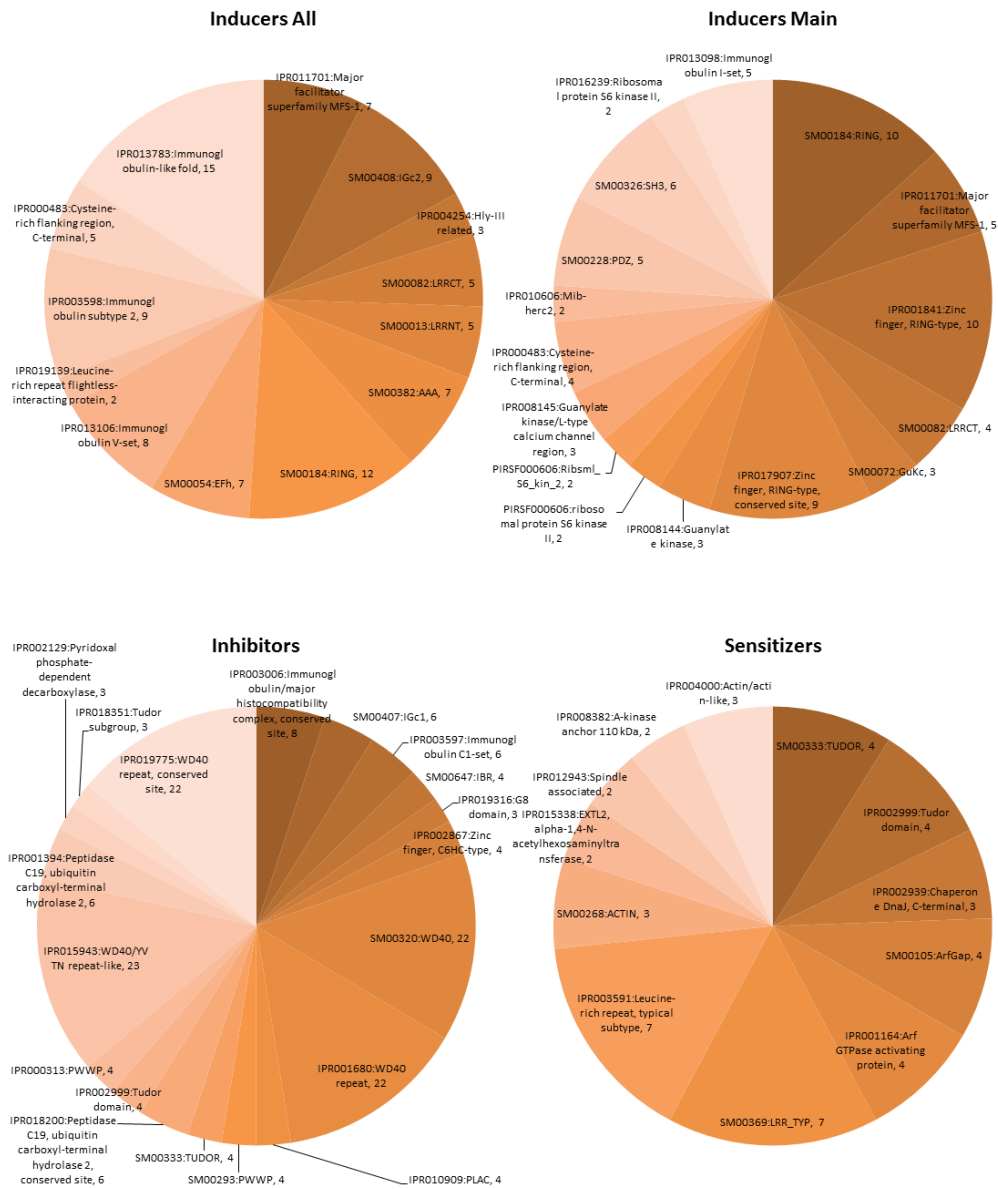 Inducers All
IPR011701:Major
facilitator
superfamily MFS-1, 7
SM00408:IGc2, 9
IPR004254:Hly-III
related, 3
SM00082:LRRCT, 5
SM00013:LRRNT, 5
SM00382:AAA, 7
SM00184:RING, 12
SM00054:EFh, 7
IPR013106:Immunogl
obulin V-set, 8
IPR019139:Leucine-
rich repeat flightless-
interacting protein, 2
IPR003598:Immunogl
obulin subtype 2, 9
IPR000483:Cysteine-
rich flanking region,
C-terminal, 5
IPR013783:Immunogl
obulin-like fold, 15
Inducers Main
SM00184:RING, 10
IPR011701:Major
facilitator
superfamily MFS-1, 5
IPR001841:Zinc
finger, RING-type, 10
SM00082:LRRCT, 4
SM00072:GuKc, 3
IPR017907:Zinc
finger, RING-type,
conserved site, 9
IPR008144:Guanylat
e kinase, 3
PIRSF000606:riboso
mal protein S6 kinase
II, 2
PIRSF000606:Ribsml_
S6_kin_2, 2
IPR008145:Guanylate
kinase/L-type
calcium channel
region, 3
IPR000483:Cysteine-
rich flanking region,
C-terminal, 4
IPR010606:Mib-
herc2, 2
SM00228:PDZ, 5
SM00326:SH3, 6
IPR016239:Ribosoma
l protein S6 kinase II,
2
IPR013098:Immunogl
obulin I-set, 5
Inhibitors
IPR003006:Immunogl
obulin/major
histocompatibility
complex, conserved
site, 8
SM00407:IGc1, 6
IPR003597:Immunogl
obulin C1-set, 6
SM00647:IBR, 4
IPR019316:G8
domain, 3
IPR002867:Zinc
finger, C6HC-type, 4
SM00320:WD40, 22
IPR001680:WD40
repeat, 22
IPR010909:PLAC, 4
SM00293:PWWP, 4
SM00333:TUDOR, 4
IPR018200:Peptidase
C19, ubiquitin
carboxyl-terminal
hydrolase 2,
conserved site, 6
IPR002999:Tudor
domain, 4
IPR000313:PWWP, 4
IPR015943:WD40/YV
TN repeat-like, 23
IPR001394:Peptidase
C19, ubiquitin
carboxyl-terminal
hydrolase 2, 6
IPR002129:Pyridoxal
phosphate-
dependent
decarboxylase, 3
IPR018351:Tudor
subgroup, 3
IPR019775:WD40
repeat, conserved
site, 22
Sensitizers
SM00333:TUDOR, 4
IPR002999:Tudor
domain, 4
IPR002939:Chaperon
e DnaJ, C-terminal, 3
SM00105:ArfGap, 4
IPR001164:Arf
GTPase activating
protein, 4
SM00369:LRR_TYP, 7
IPR003591:Leucine-
rich repeat, typical
subtype, 7
SM00268:ACTIN, 3
IPR015338:EXTL2,
alpha-1,4-N-
acetylhexosaminyltra
nsferase, 2
IPR012943:Spindle
associated, 2
IPR008382:A-kinase
anchor 110 kDa, 2
IPR004000:Actin/acti
n-like, 3